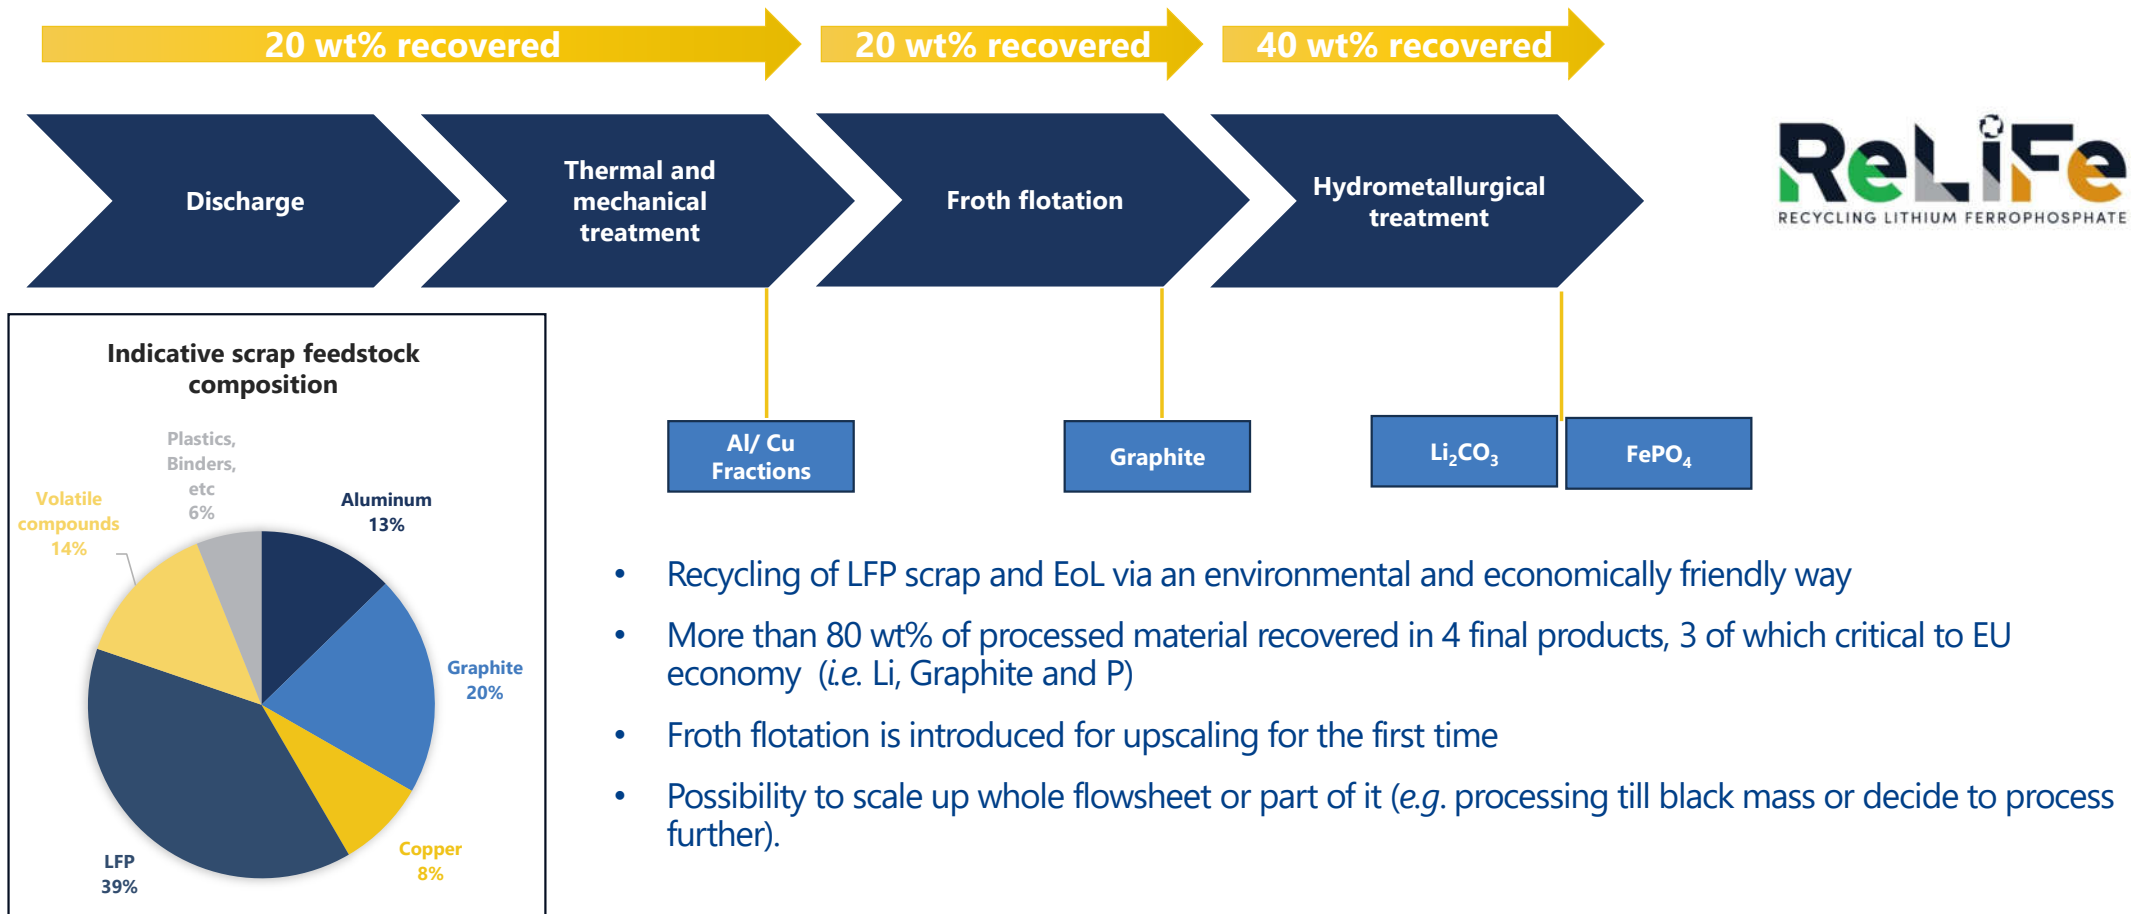 20 wt% recovered
20 wt% recovered
40 wt% recovered
Discharge
Thermal and
mechanical
treatment
Froth flotation
Hydrometallurgical
treatment
ReLiFe
RECYCLING LITHIUM FERROPHOSPHATE
Al/ Cu
Fractions
Graphite
Li₂CO₃
FePO₄
Indicative scrap feedstock
composition
Plastics,
Binders,
etc
6%
Volatile
compounds
14%
Aluminum
13%
Graphite
20%
Copper
8%
LFP
39%
• Recycling of LFP scrap and EoL via an environmental and economically friendly way
• More than 80 wt% of processed material recovered in 4 final products, 3 of which critical to EU
economy (i.e. Li, Graphite and P)
• Froth flotation is introduced for upscaling for the first time
• Possibility to scale up whole flowsheet or part of it (e.g. processing till black mass or decide to process
further).